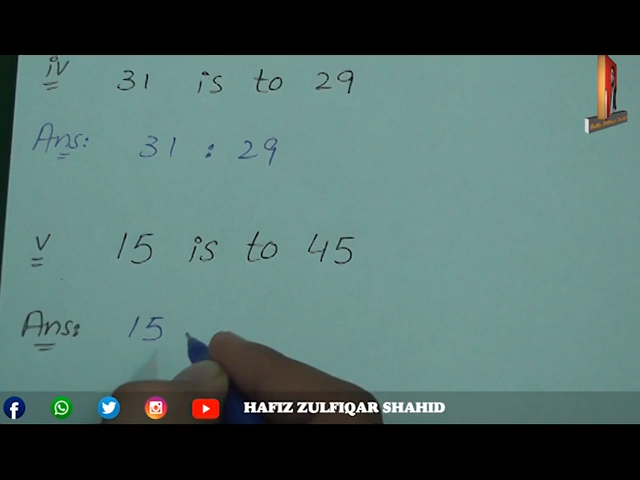 iv 31 is to 29
Ans: 31 : 29
v 15 is to 45
Ans: 15
HAFIZ ZULFIQAR SHAHID